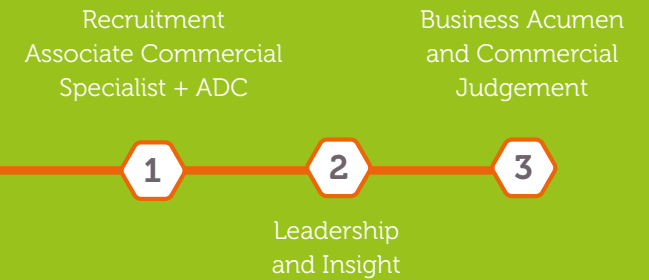 Recruitment
Associate Commercial
Specialist + ADC
Business Acumen
and Commercial
Judgement
1
2
3
Leadership
and Insight